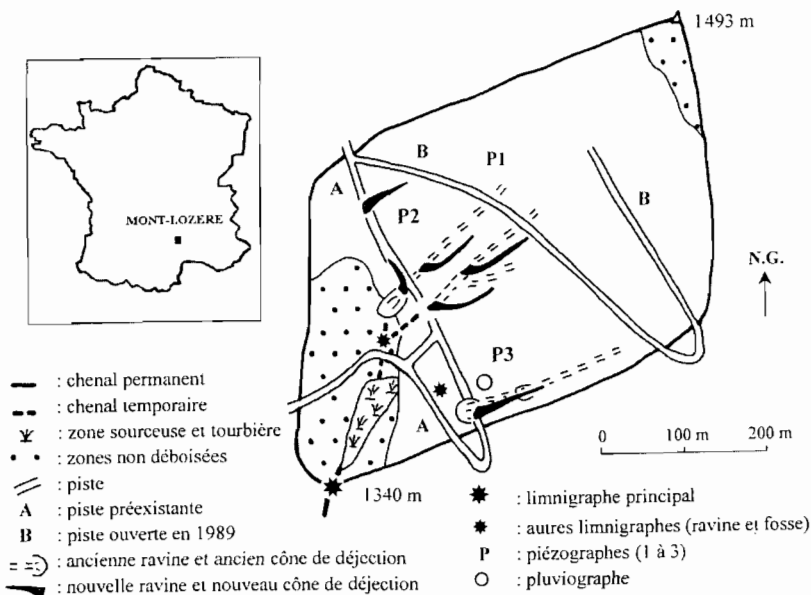 1493 m
MONT-LOZERE
B
P1
A
P2
B
N.G.
P3
A
0 100 m 200 m
1340 m
: chenal permanent
: chenal temporaire
: zone sourceuse et tourbière
: zones non déboisées
: piste
A : piste préexistante
B : piste ouverte en 1989
: ancienne ravine et ancien cône de déjection
: nouvelle ravine et nouveau cône de déjection
: limnigraphe principal
: autres limnigraphes (ravine et fosse)
P : piézographes (1 à 3)
: pluviographe